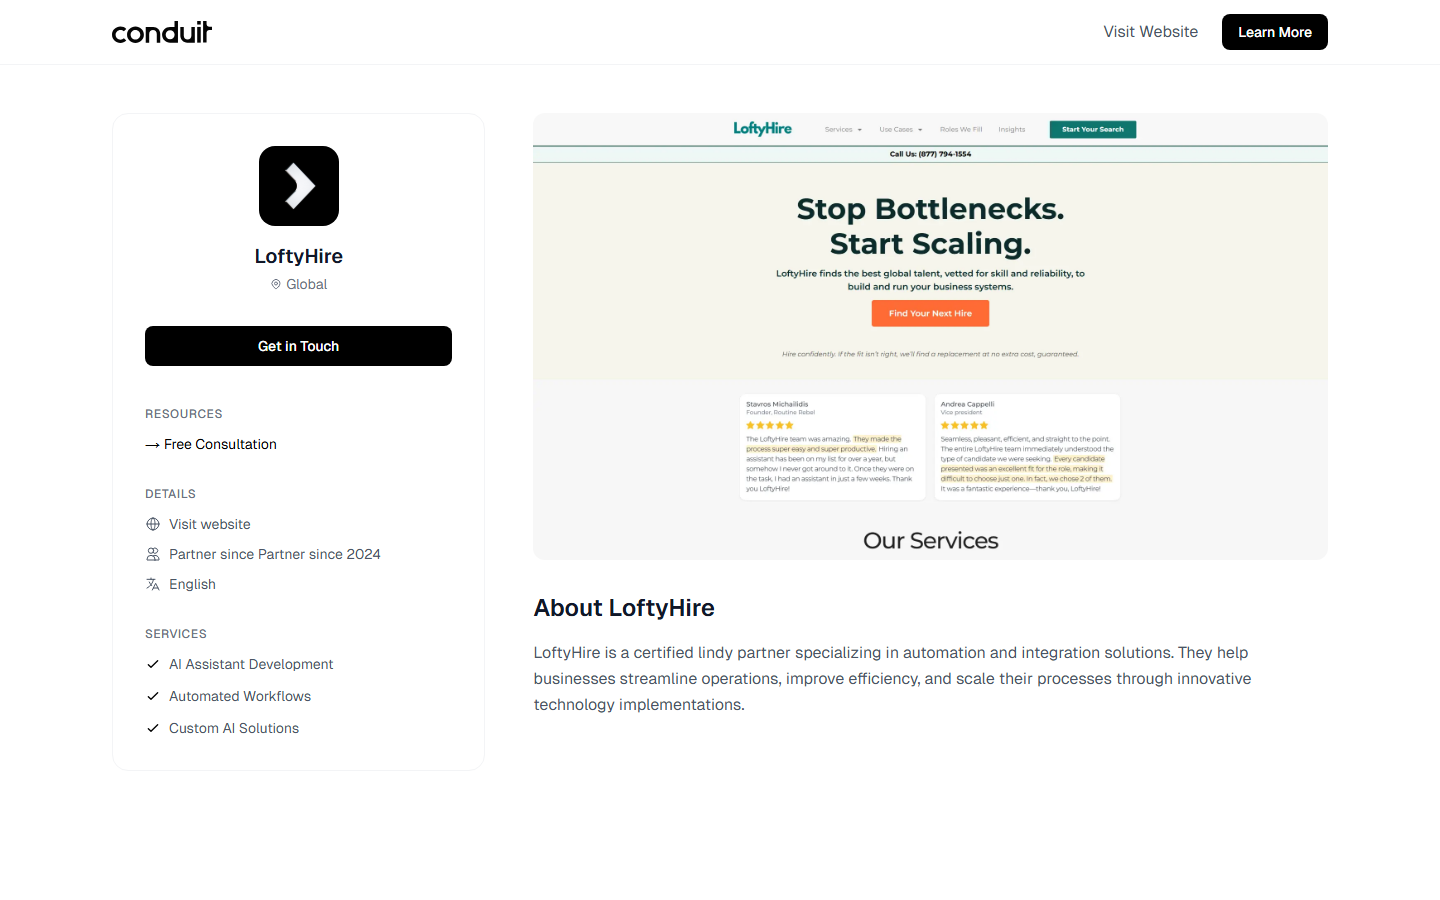 conduit
Visit Website
Learn More
LoftyHire
Global
Get in Touch
RESOURCES
→ Free Consultation
DETAILS
Visit website
Partner since Partner since 2024
English
SERVICES
AI Assistant Development
Automated Workflows
Custom AI Solutions
LoftyHire
Services
Use Cases
Roles We Fill
Insights
Start Your Search
Call Us: (877) 794-1554
Stop Bottlenecks.
Start Scaling.
LoftyHire finds the best global talent, vetted for skill and reliability, to
build and run your business systems.
Find Your Next Hire
Hire confidently. If the fit isn't right, we'll find a replacement at no extra cost, guaranteed.
Stavros Michailidis
Founder, Routine Rebel
The LoftyHire team was amazing. They made the
process super easy and super productive. Hiring an
assistant has been on my list for over a year, but
somehow I never got around to it. Once they were on
the task, I had an assistant in just a few weeks. Thank
you LoftyHire!
Andrea Cappelli
Vice president
Seamless, pleasant, efficient, and straight to the point.
The entire LoftyHire team immediately understood the
type of candidate we were seeking. Every candidate
presented was an excellent fit for the role, making it
difficult to choose just one. In fact, we chose 2 of them.
It was a fantastic experience—thank you, LoftyHire!
Our Services
About LoftyHire
LoftyHire is a certified lindy partner specializing in automation and integration solutions. They help
businesses streamline operations, improve efficiency, and scale their processes through innovative
technology implementations.